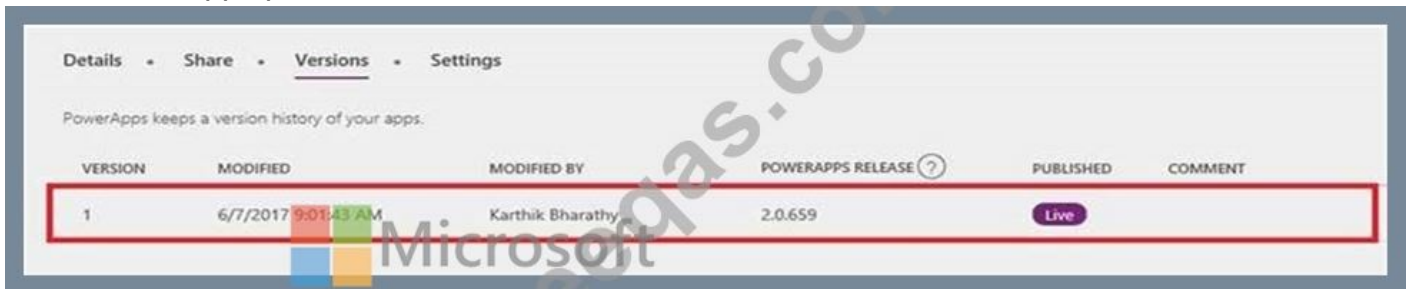 Details • Share • Versions • Settings
PowerApps keeps a version history of your apps.
VERSION MODIFIED MODIFIED BY POWERAPPS RELEASE ? PUBLISHED COMMENT
1 6/7/2017 9:01:43 AM Karthik Bharathy 2.0.659 Live
Microsoft